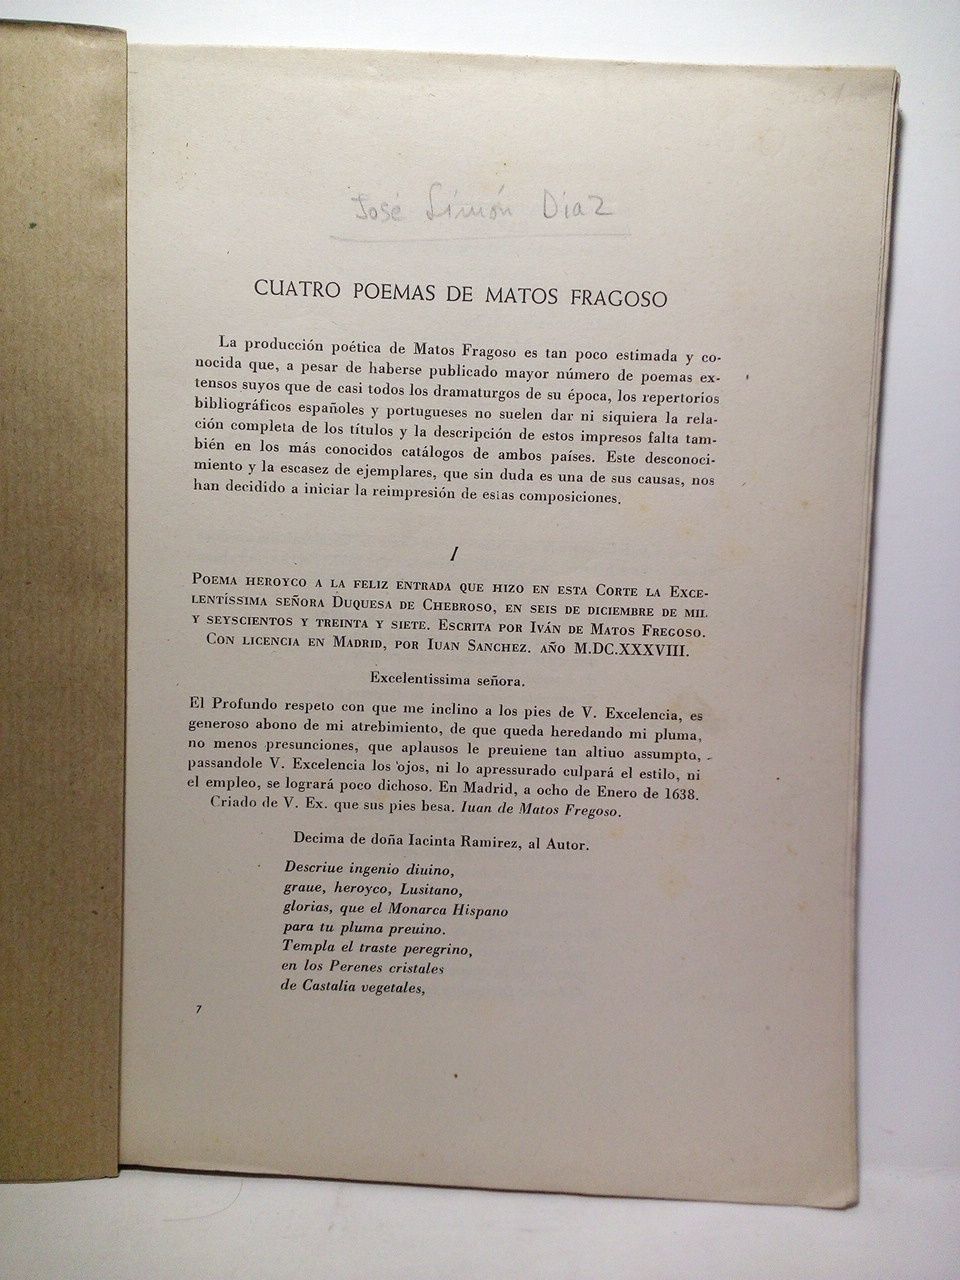 José Simón Díaz
CUATRO POEMAS DE MATOS FRAGOSO
La producción poética de Matos Fragoso es tan poco estimada y co-
nocida que, a pesar de haberse publicado mayor número de poemas ex-
tensos suyos que de casi todos los dramaturgos de su época, los repertorios
bibliográficos españoles y portugueses no suelen dar ni siquiera la rela-
ción completa de los títulos y la descripción de estos impresos falta tam-
bién en los más conocidos catálogos de ambos países. Este desconoci-
miento y la escasez de ejemplares, que sin duda es una de sus causas, nos
han decidido a iniciar la reimpresión de estas composiciones.
I
POEMA HEROYCO A LA FELIZ ENTRADA QUE HIZO EN ESTA CORTE LA EXCE-
LENTÍSSIMA SEÑORA DUQUESA DE CHEBROSO, EN SEIS DE DICIEMBRE DE MIL
Y SEYSCIENTOS Y TREINTA Y SIETE. ESCRITA POR IVÁN DE MATOS FREGOSO.
CON LICENCIA EN MADRID, POR IUAN SANCHEZ. AÑO M.DC.XXXVIII.
Excelentissima señora.
El Profundo respeto con que me inclino a los pies de V. Excelencia, es
generoso abono de mi atrebimiento, de que queda heredando mi pluma,
no menos presunciones, que aplausos le preuiene tan altiuo assumpto,
passandole V. Excelencia los ojos, ni lo apressurado culpará el estilo, ni
el empleo, se logrará poco dichoso. En Madrid, a ocho de Enero de 1638.
Criado de V. Ex. que sus pies besa. Iuan de Matos Fregoso.
Decima de doña Iacinta Ramirez, al Autor.
Descriue ingenio diuino,
graue, heroyco, Lusitano,
glorias, que el Monarca Hispano
para tu pluma preuino.
Templa el traste peregrino,
en los Perenes cristales
de Castalia vegetales,
7